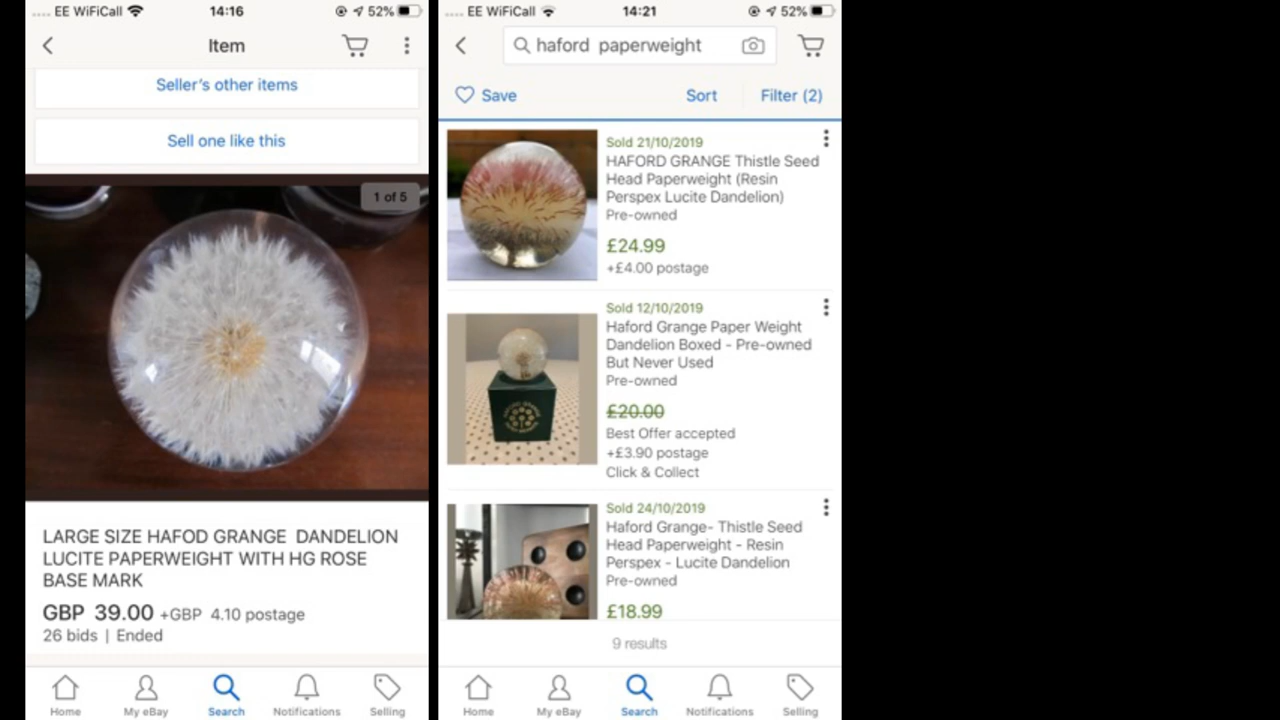 EE WiFiCall 14:16 52%
Item
Seller's other items
Sell one like this
1 of 5
LARGE SIZE HAFOD GRANGE DANDELION
LUCITE PAPERWEIGHT WITH HG ROSE
BASE MARK
GBP 39.00 +GBP 4.10 postage
26 bids | Ended
Home My eBay Search Notifications Selling
EE WiFiCall 14:21 52%
haford paperweight
Save Sort Filter (2)
Sold 21/10/2019
HAFORD GRANGE Thistle Seed
Head Paperweight (Resin
Perspex Lucite Dandelion)
Pre-owned
£24.99
+£4.00 postage
Sold 12/10/2019
Haford Grange Paper Weight
Dandelion Boxed - Pre-owned
But Never Used
Pre-owned
£20.00
Best Offer accepted
+£3.90 postage
Click & Collect
Sold 24/10/2019
Haford Grange- Thistle Seed
Head Paperweight - Resin
Perspex - Lucite Dandelion
Pre-owned
£18.99
9 results
Home My eBay Search Notifications Selling